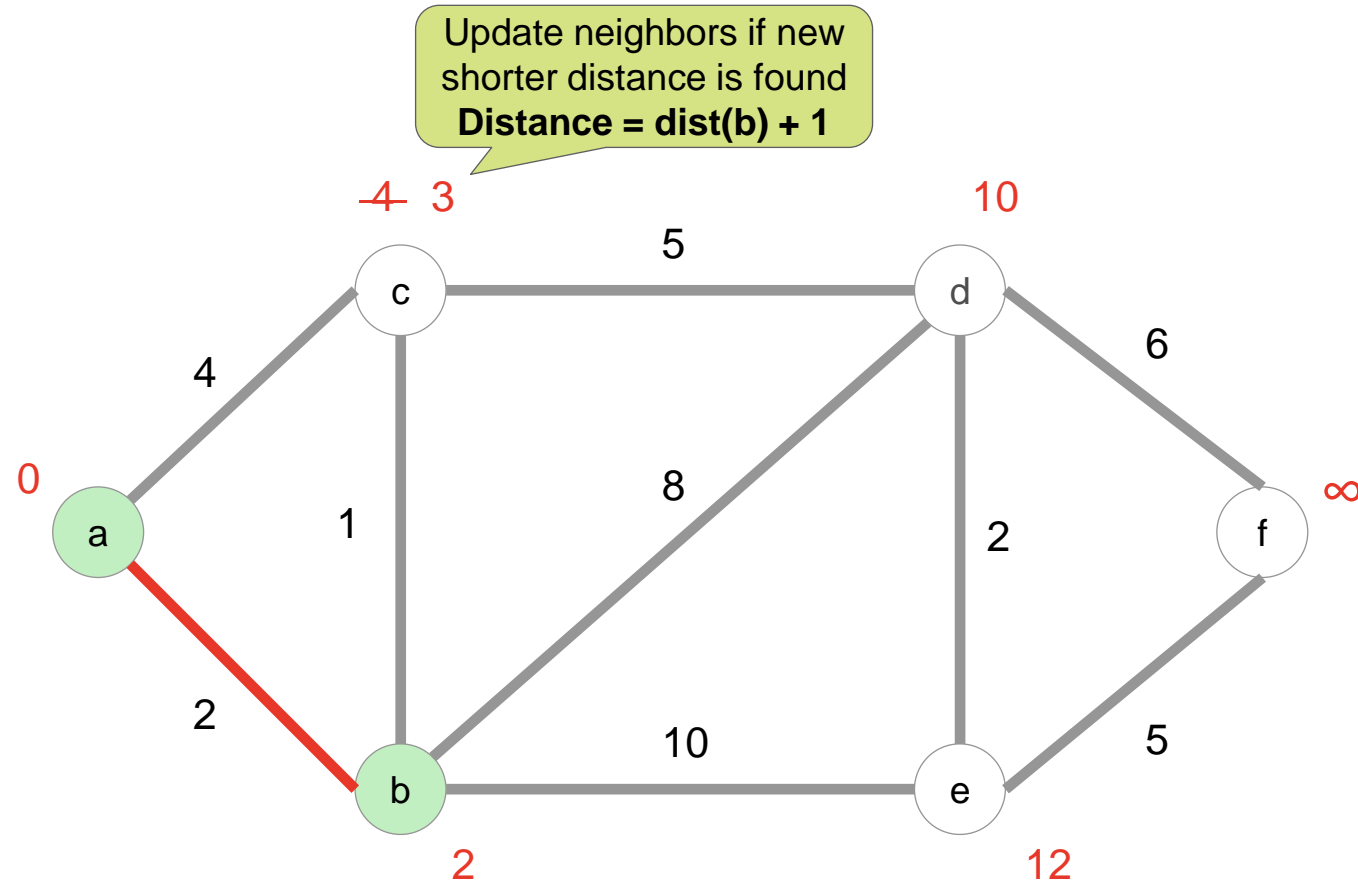 Update neighbors if new
shorter distance is found
Distance = dist(b) + 1
4 3
10
5
c
d
4
6
0
8
∞
a
1
2
f
2
10
5
b
e
2
12